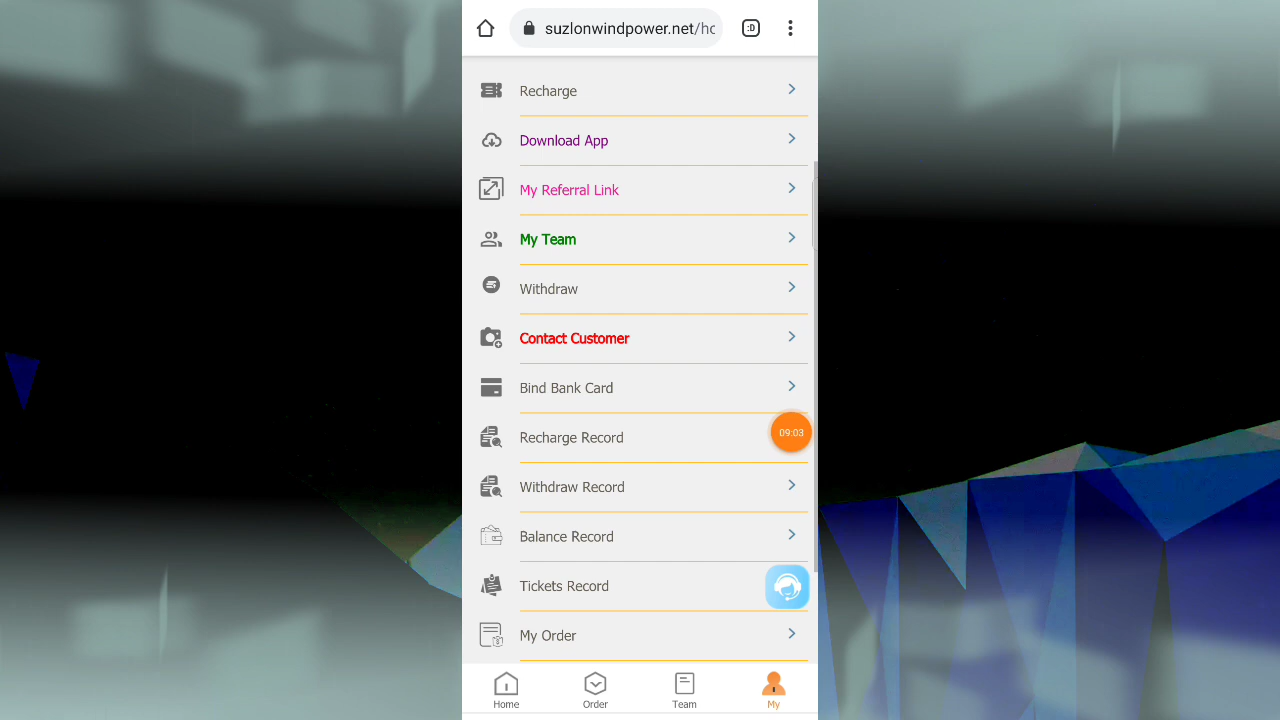 suzlonwindpower.net/hc
:D
Recharge
Download App
My Referral Link
My Team
Withdraw
Contact Customer
Bind Bank Card
09:03
Recharge Record
Withdraw Record
Balance Record
Tickets Record
My Order
Home
Order
Team
My